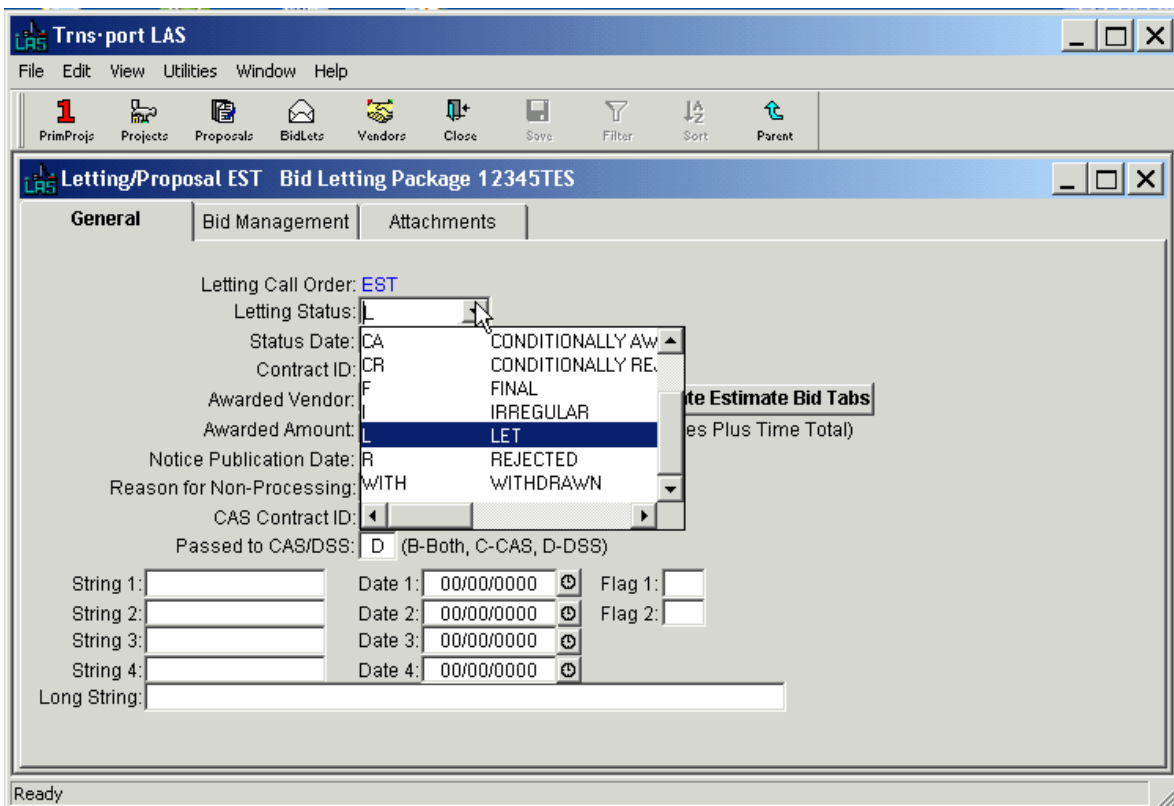 LAS Trns·port LAS
File Edit View Utilities Window Help
1
PrimProjs Projects Proposals BidLets Vendors Close Save Filter Sort Parent
LAS Letting/Proposal EST Bid Letting Package 12345TES
General Bid Management Attachments
Letting Call Order: EST
Letting Status: L
Status Date: CA CONDITIONALLY AW
Contract ID: CR CONDITIONALLY REJ
Awarded Vendor: F FINAL te Estimate Bid Tabs
I IRREGULAR
Awarded Amount: L LET es Plus Time Total)
Notice Publication Date: R REJECTED
Reason for Non-Processing: WITH WITHDRAWN
CAS Contract ID:
Passed to CAS/DSS: D (B-Both, C-CAS, D-DSS)
String 1: Date 1: 00/00/0000 Flag 1:
String 2: Date 2: 00/00/0000 Flag 2:
String 3: Date 3: 00/00/0000
String 4: Date 4: 00/00/0000
Long String:
Ready